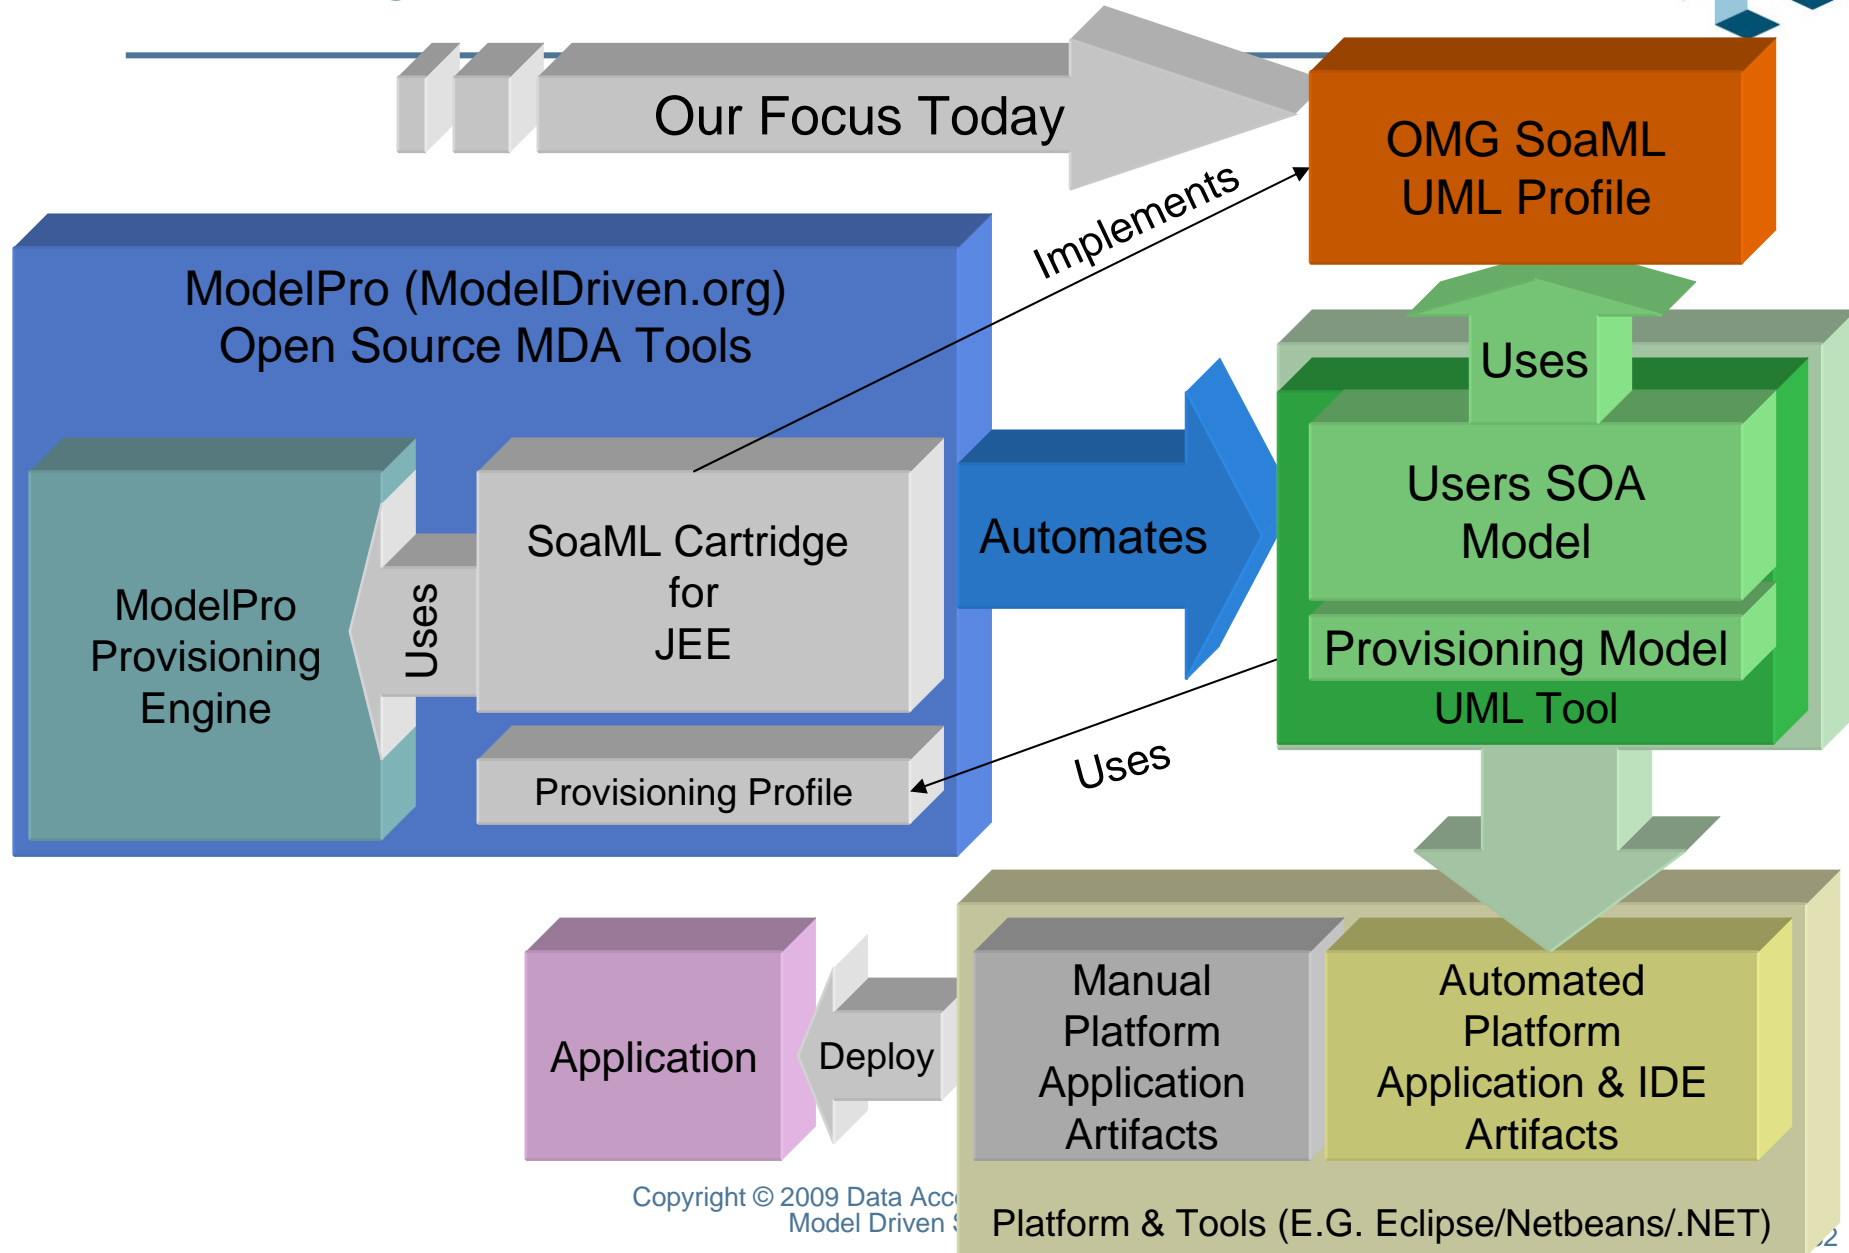 Our Focus Today
OMG SoaML
UML Profile
Implements
ModelPro (ModelDriven.org)
Open Source MDA Tools
Uses
Automates
Users SOA
Model
SoaML Cartridge
for
JEE
Uses
ModelPro
Provisioning
Engine
Provisioning Model
UML Tool
Uses
Provisioning Profile
Manual
Platform
Application
Artifacts
Automated
Platform
Application & IDE
Artifacts
Application
Deploy
Copyright © 2009 Data
Model Driven
Platform & Tools (E.G. Eclipse/Netbeans/.NET)